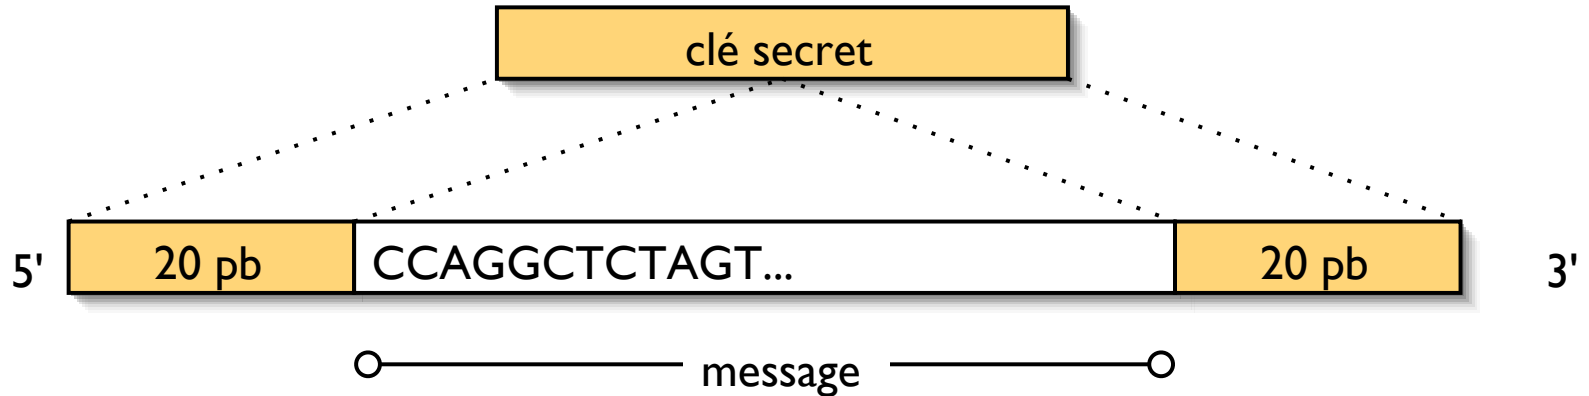 clé secret
5' 20 pb CCAGGCTCTAGT... 20 pb 3'
message